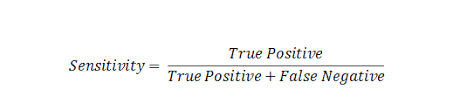 Sensitivity = True Positive / True Positive + False Negative